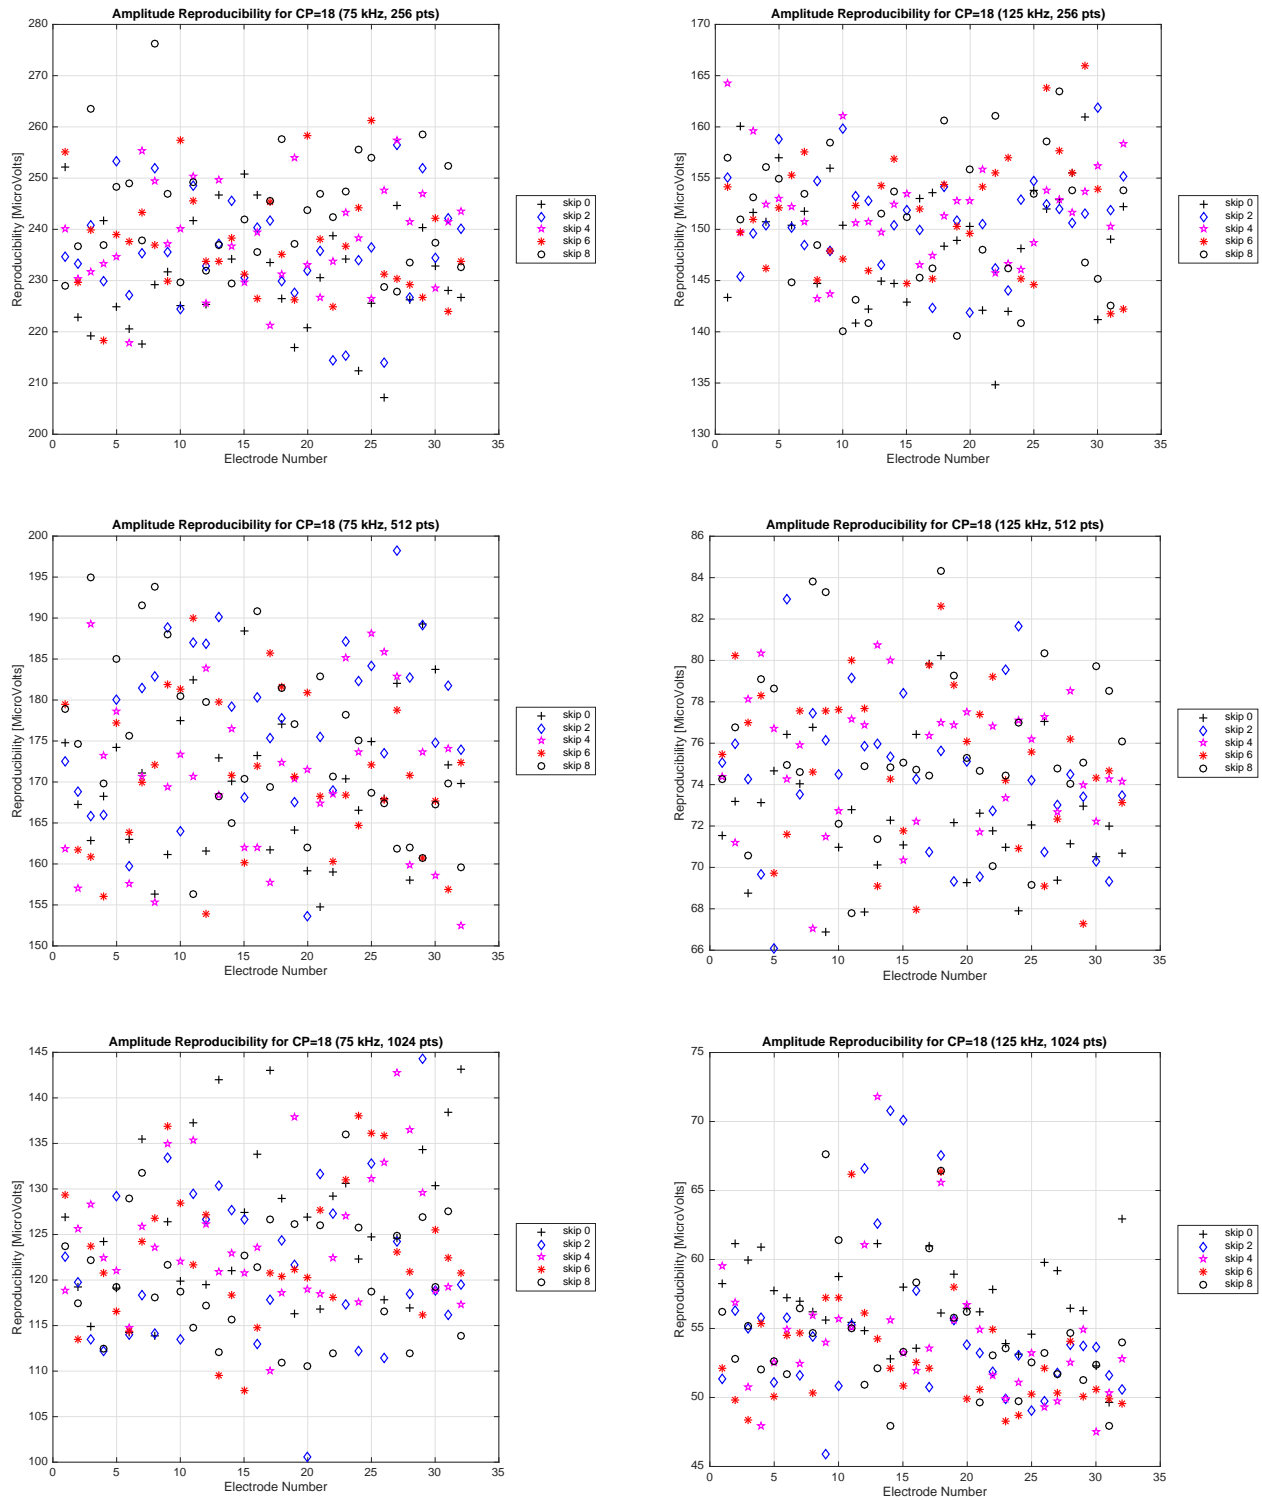 Amplitude Reproducibility for CP=18 (75 kHz, 256 pts)
Reproducibility [MicroVolts]
280
270
260
250
240
230
220
210
200
0 5 10 15 20 25 30 35
Electrode Number
skip 0
skip 2
skip 4
skip 6
skip 8
Amplitude Reproducibility for CP=18 (125 kHz, 256 pts)
Reproducibility [MicroVolts]
170
165
160
155
150
145
140
135
130
0 5 10 15 20 25 30 35
Electrode Number
skip 0
skip 2
skip 4
skip 6
skip 8
Amplitude Reproducibility for CP=18 (75 kHz, 512 pts)
Reproducibility [MicroVolts]
200
195
190
185
180
175
170
165
160
155
150
0 5 10 15 20 25 30 35
Electrode Number
skip 0
skip 2
skip 4
skip 6
skip 8
Amplitude Reproducibility for CP=18 (125 kHz, 512 pts)
Reproducibility [MicroVolts]
86
84
82
80
78
76
74
72
70
68
66
0 5 10 15 20 25 30 35
Electrode Number
skip 0
skip 2
skip 4
skip 6
skip 8
Amplitude Reproducibility for CP=18 (75 kHz, 1024 pts)
Reproducibility [MicroVolts]
145
140
135
130
125
120
115
110
105
100
0 5 10 15 20 25 30 35
Electrode Number
skip 0
skip 2
skip 4
skip 6
skip 8
Amplitude Reproducibility for CP=18 (125 kHz, 1024 pts)
Reproducibility [MicroVolts]
75
70
65
60
55
50
45
0 5 10 15 20 25 30 35
Electrode Number
skip 0
skip 2
skip 4
skip 6
skip 8